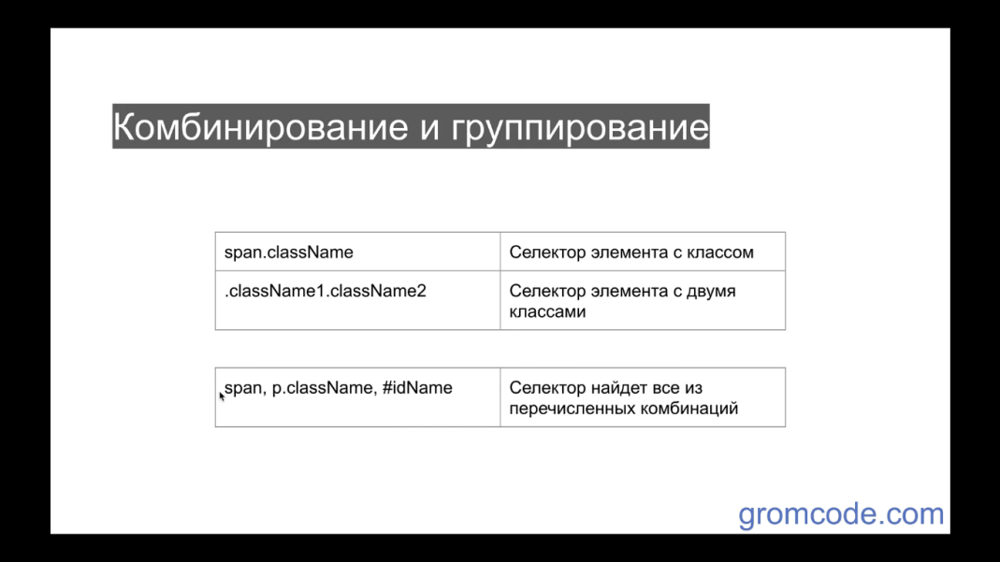 Комбинирование и группирование
span.className
Селектор элемента с классом
.className1.className2
Селектор элемента с двумя
классами
span, p.className, #idName
Селектор найдет все из
перечисленных комбинаций
gromcode.com